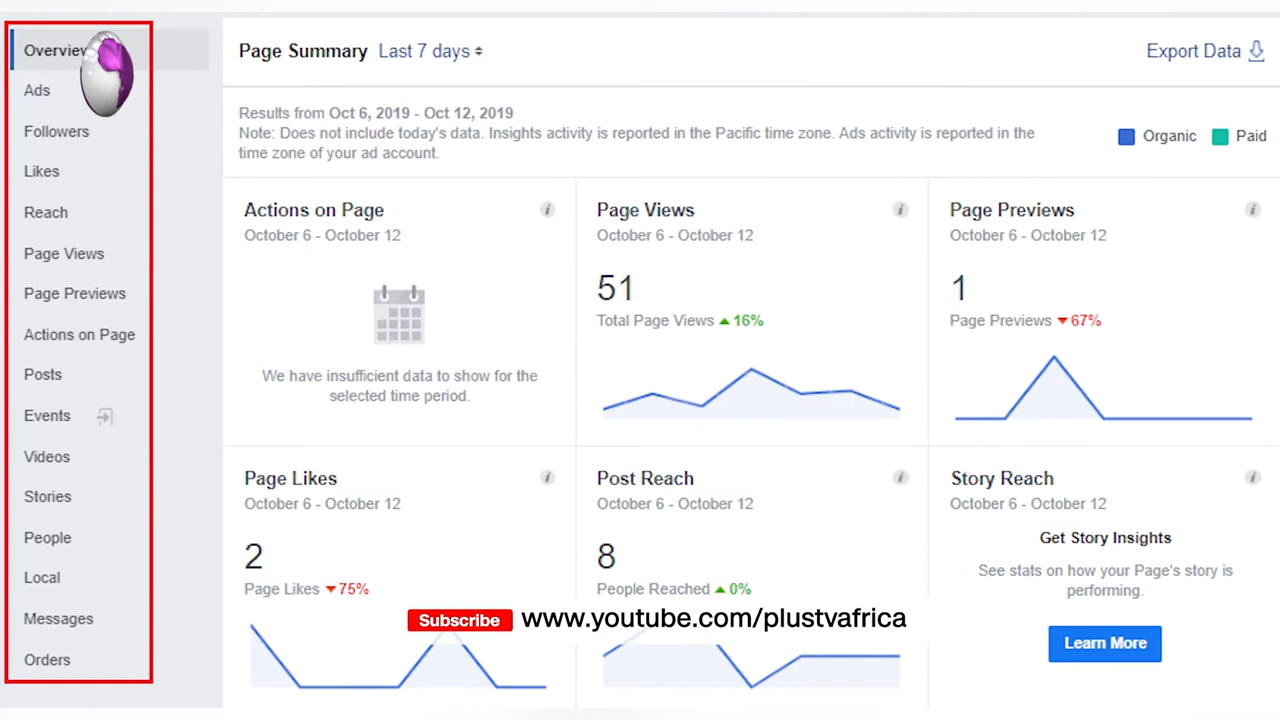 Overview
Ads
Followers
Likes
Reach
Page Views
Page Previews
Actions on Page
Posts
Events
Videos
Stories
People
Local
Messages
Orders
Page Summary Last 7 days
Export Data
Results from Oct 6, 2019 - Oct 12, 2019
Note: Does not include today's data. Insights activity is reported in the Pacific time zone. Ads activity is reported in the
time zone of your ad account.
Organic Paid
Actions on Page
October 6 - October 12
We have insufficient data to show for the
selected time period.
Page Views
October 6 - October 12
51
Total Page Views 16%
Page Previews
October 6 - October 12
1
Page Previews 67%
Page Likes
October 6 - October 12
2
Page Likes 75%
Post Reach
October 6 - October 12
8
People Reached 0%
Story Reach
October 6 - October 12
Get Story Insights
See stats on how your Page's story is
performing.
Learn More
Subscribe www.youtube.com/plustvafrica